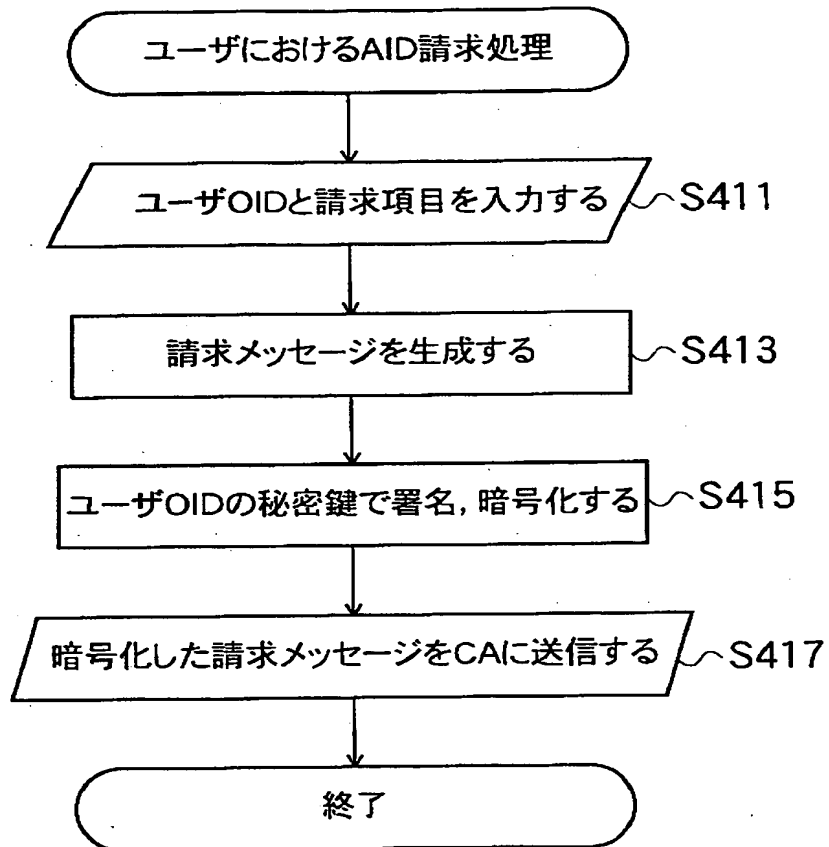 ユーザにおけるAID請求処理
ユーザOIDと請求項目を入力する
S411
請求メッセージを生成する
S413
ユーザOIDの秘密鍵で署名，暗号化する
S415
暗号化した請求メッセージをCAに送信する
S417
終了